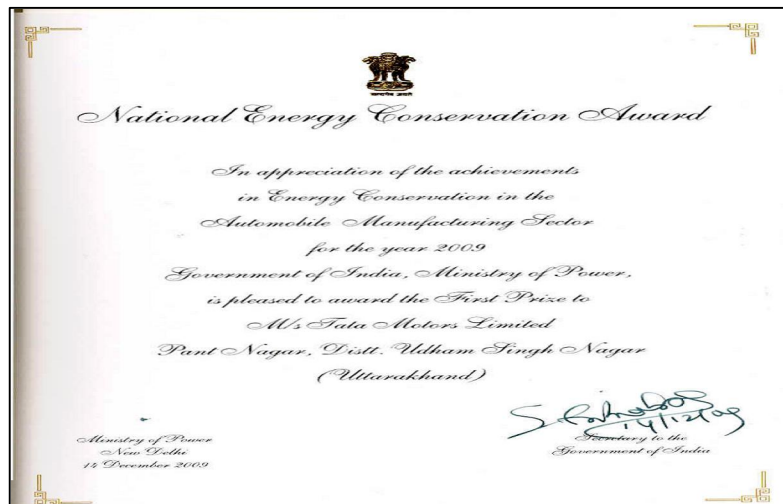 National Energy Conservation Award
In appreciation of the achievements
in Energy Conservation in the
Automobile Manufacturing Sector
for the year 2009
Government of India, Ministry of Power,
is pleased to award the First Prize to
M/s Tata Motors Limited
Pant Nagar, Distt. Udham Singh Nagar
(Uttarakhand)
14/12/09
Ministry of Power
New Delhi
14 December 2009
Secretary to the
Government of India